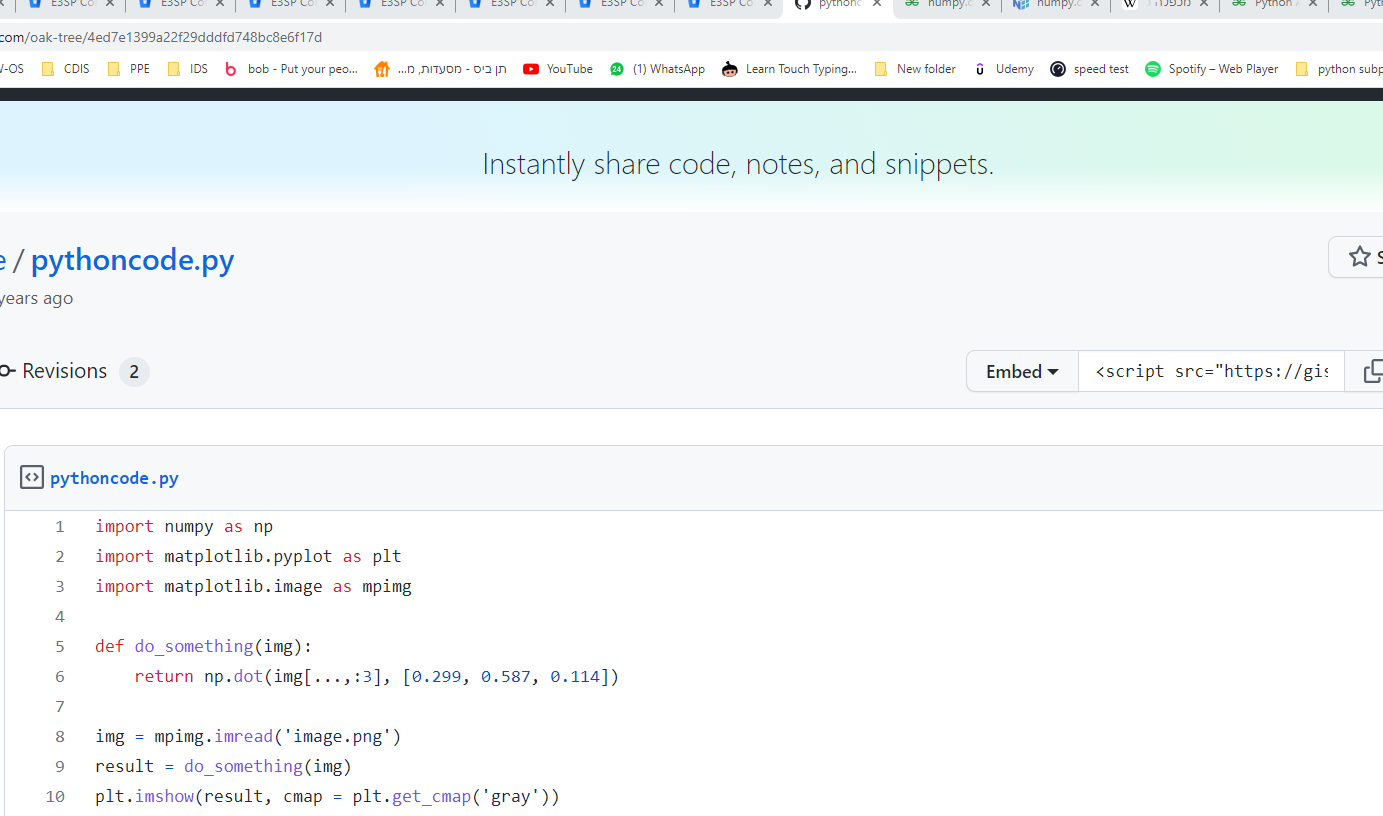 E3SP Co E3SP Co E3SP Co E3SP Co E3SP Co E3SP Co E3SP Co pythonc numpy.c numpy.c Python
com/oak-tree/4ed7e1399a22f29dddfd748bc8e6f17d
V-OS CDIS PPE IDS bob - Put your peo... תן ביס - מסעדות, מ... YouTube 24 (1) WhatsApp Learn Touch Typing... New folder Udemy speed test Spotify – Web Player python subp
Instantly share code, notes, and snippets.
e / pythoncode.py
years ago
Revisions 2
Embed <script src="https://gis
pythoncode.py
1 import numpy as np
2 import matplotlib.pyplot as plt
3 import matplotlib.image as mpimg
4
5 def do_something(img):
6 return np.dot(img[...,:3], [0.299, 0.587, 0.114])
7
8 img = mpimg.imread('image.png')
9 result = do_something(img)
10 plt.imshow(result, cmap = plt.get_cmap('gray'))